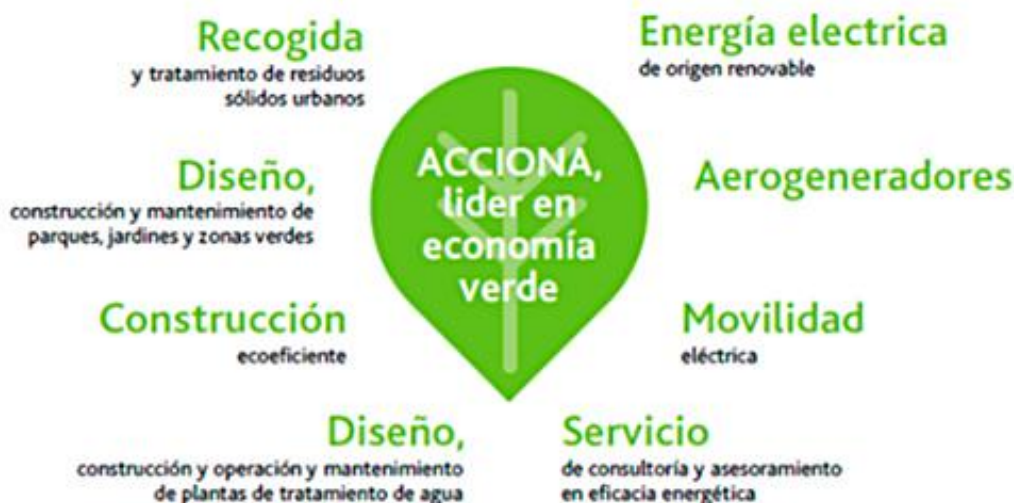 Recogida
y tratamiento de residuos
sólidos urbanos
Energía electrica
de origen renovable
ACCIONA,
lider en
economía
verde
Diseño,
construcción y mantenimiento de
parques, jardines y zonas verdes
Aerogeneradores
Construcción
ecoeficiente
Movilidad
eléctrica
Diseño,
construcción y operación y mantenimiento
de plantas de tratamiento de agua
Servicio
de consultoría y asesoramiento
en eficacia energética